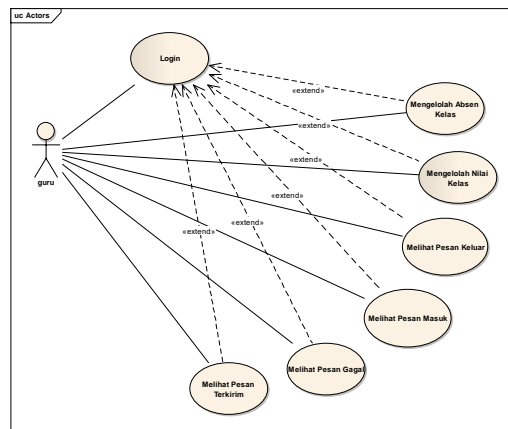 uc Actors
Login
«extend»
Mengelolah Absen
Kelas
«extend»
guru
«extend»
Mengelolah Nilai
Kelas
«extend»
«extend»
«extend»
Melihat Pesan Keluar
Melihat Pesan Masuk
Melihat Pesan Gagal
Melihat Pesan
Terkirim